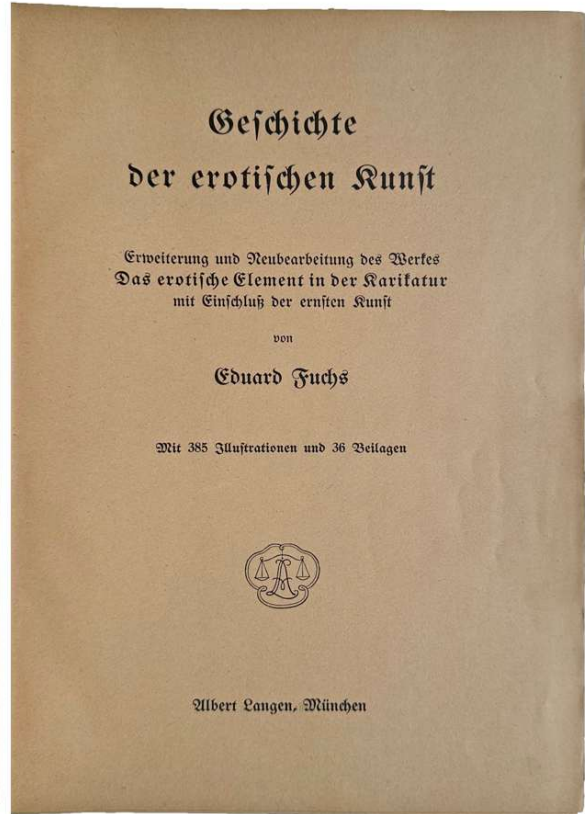 Geschichte
der erotischen Kunst
Erweiterung und Neubearbeitung des Werkes
Das erotische Element in der Karikatur
mit Einschluß der ernsten Kunst
von
Eduard Fuchs
Mit 385 Illustrationen und 36 Beilagen
AL
Albert Langen, München